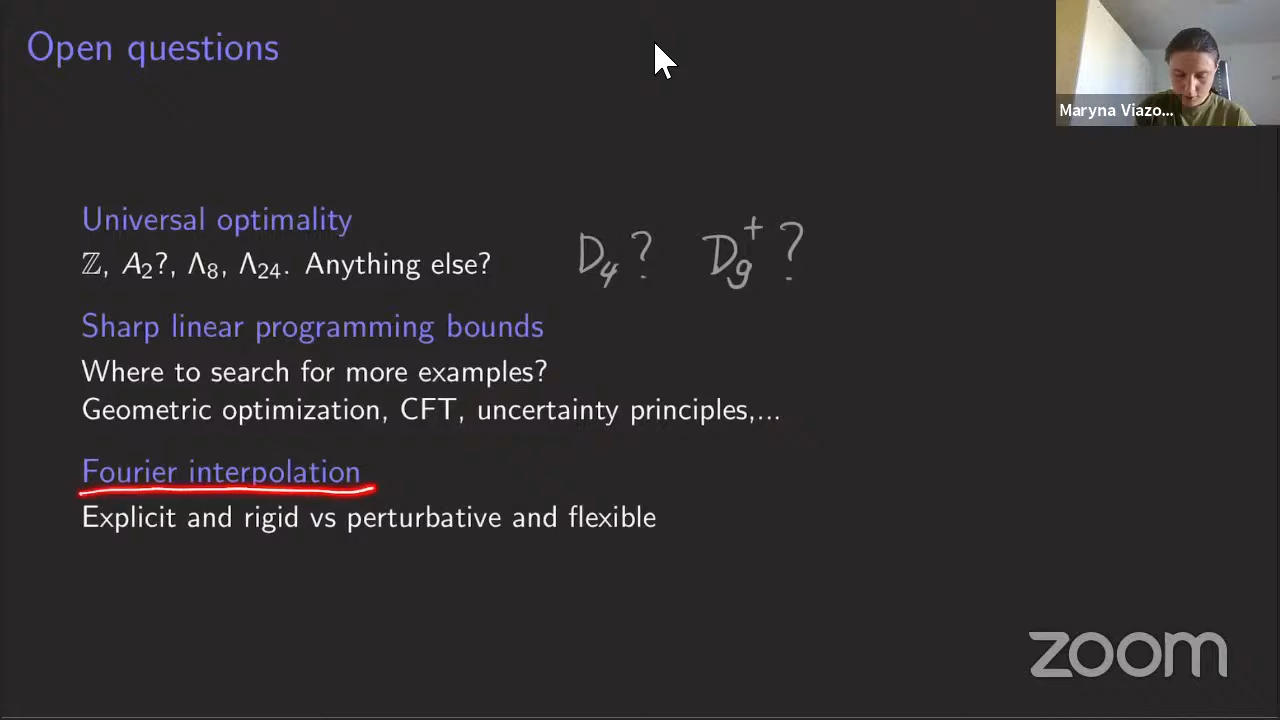 Open questions
Maryna Viazo...
Universal optimality
ℤ, A₂?, Λ₈, Λ₂₄. Anything else? D₄? D₉⁺?
Sharp linear programming bounds
Where to search for more examples?
Geometric optimization, CFT, uncertainty principles,...
Fourier interpolation
Explicit and rigid vs perturbative and flexible
zoom